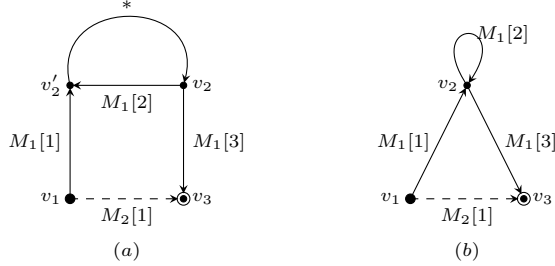 *
M₁[2]
v₂′
v₂
v₂
M₁[2]
M₁[1]
M₁[3]
M₁[1]
M₁[3]
v₁
v₃
v₁
v₃
M₂[1]
M₂[1]
(a)
(b)